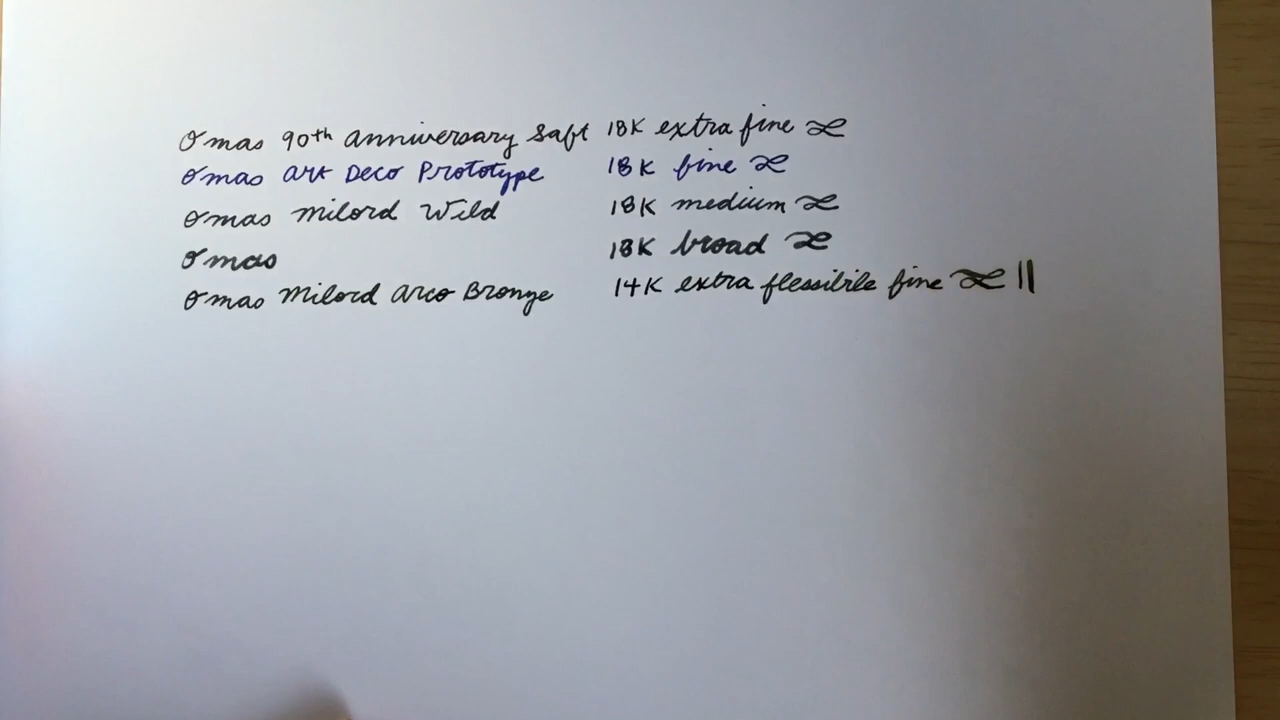 Omas 90th anniversary Saft 18K extra fine
Omas Art Deco Prototype 18K fine
Omas Milord Wild 18K medium
Omas 18K broad
Omas Milord Arco Bronze 14K extra flessibile fine